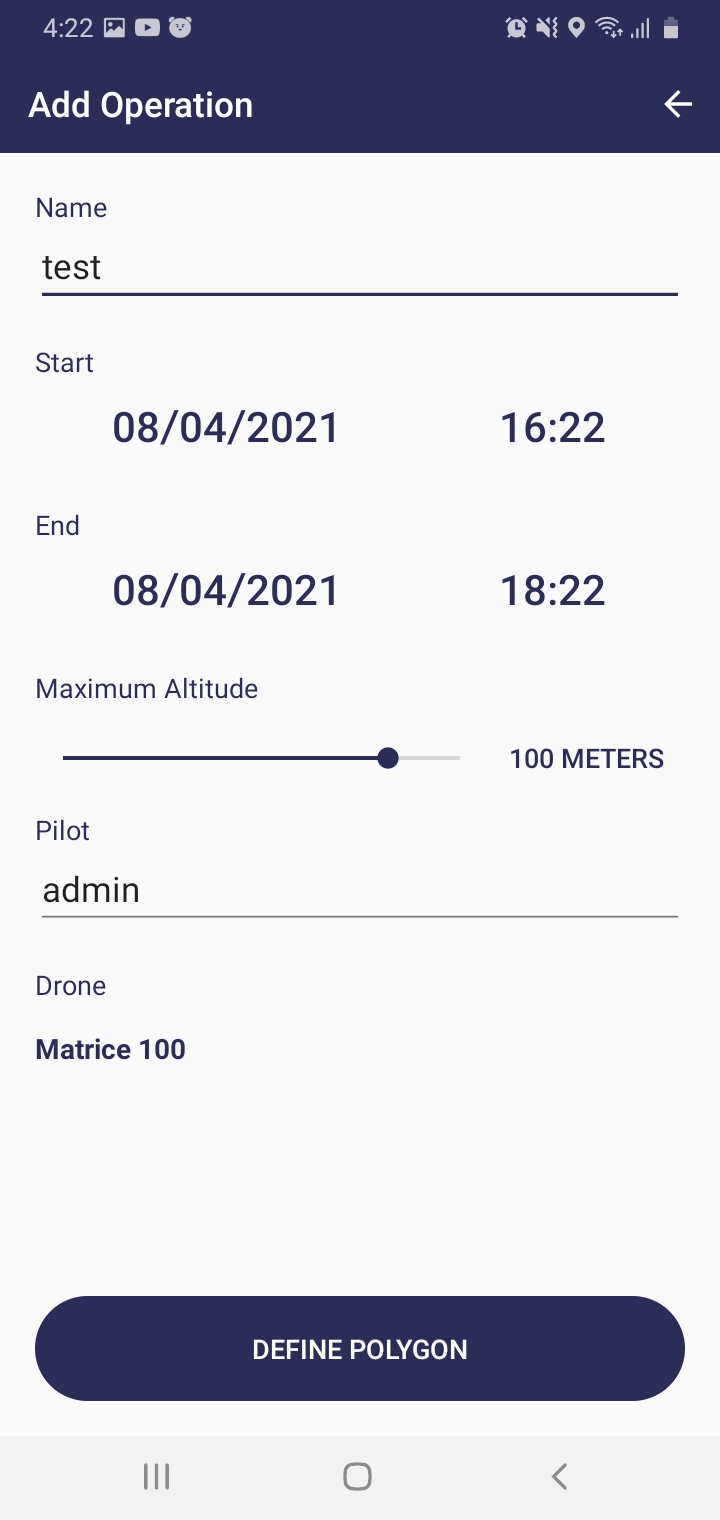 4:22
Add Operation
Name
test
Start
08/04/2021 16:22
End
08/04/2021 18:22
Maximum Altitude
100 METERS
Pilot
admin
Drone
Matrice 100
DEFINE POLYGON